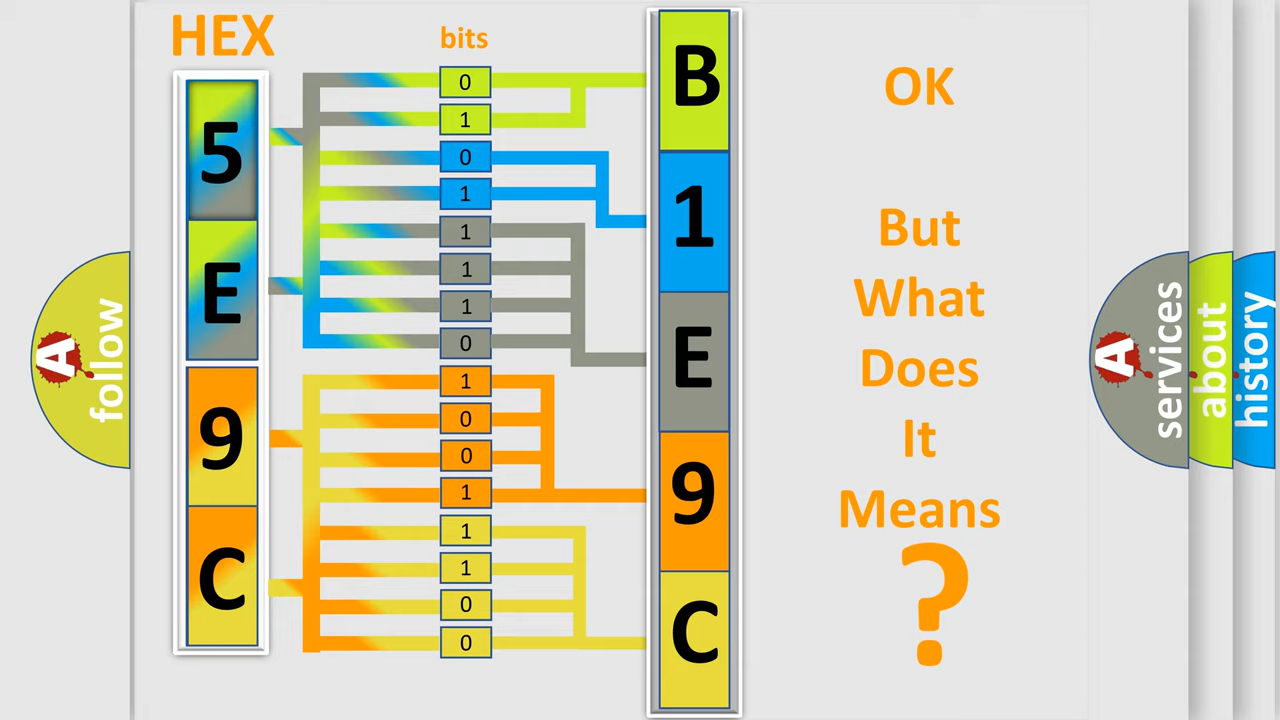 HEX
bits
5
E
9
C
0
1
0
1
1
1
1
0
1
0
0
1
1
1
0
0
B
1
E
9
C
OK
But
What
Does
It
Means
?
A
follow
A
services
about
history